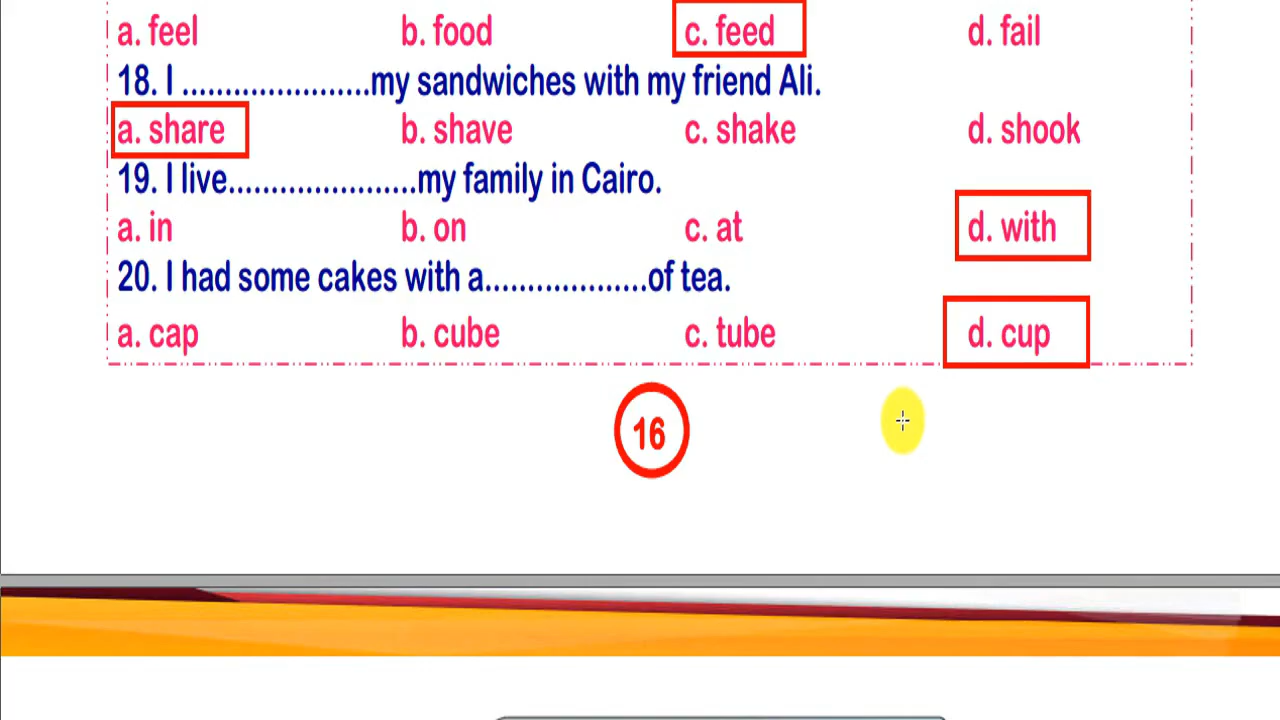 a. feel b. food c. feed d. fail
18. I ......................my sandwiches with my friend Ali.
a. share b. shave c. shake d. shook
19. I live......................my family in Cairo.
a. in b. on c. at d. with
20. I had some cakes with a...................of tea.
a. cap b. cube c. tube d. cup
16